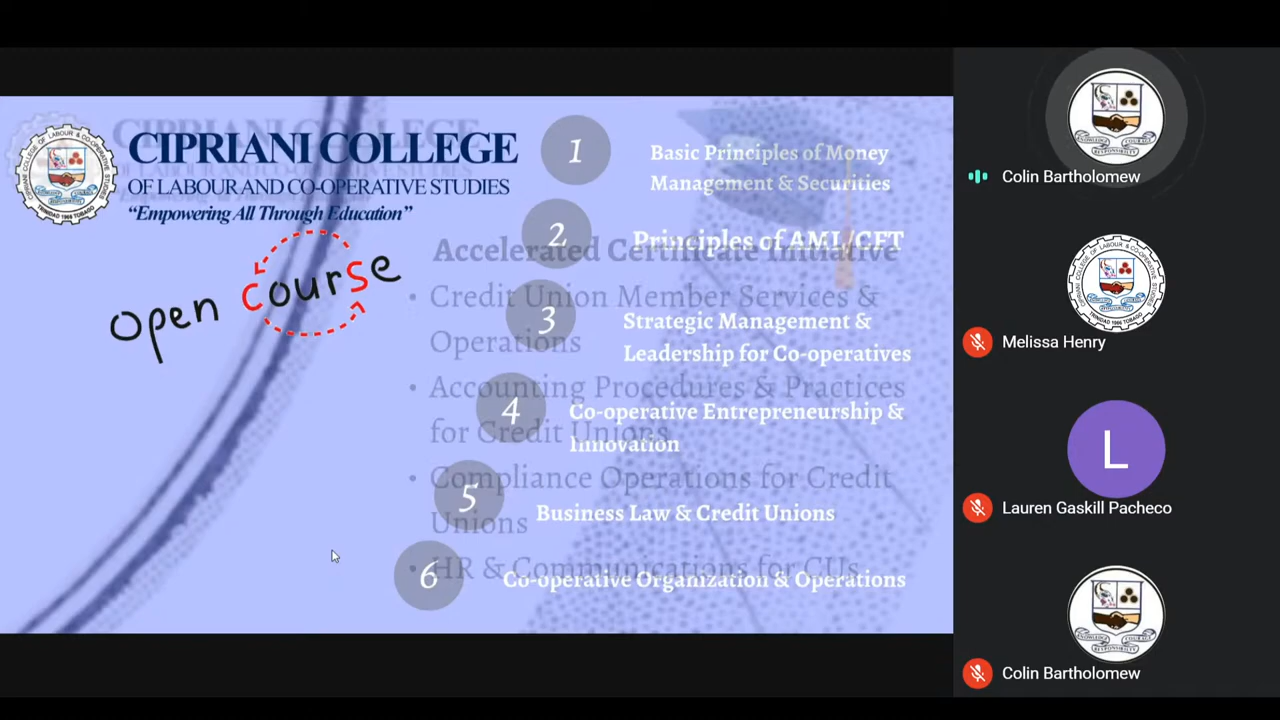 CIPRIANI COLLEGE
OF LABOUR AND CO-OPERATIVE STUDIES
“Empowering All Through Education”
open course
1
Basic Principles of Money
Management & Securities
2
Principles of AML/CFT
3
Strategic Management &
Leadership for Co-operatives
4
Co-operative Entrepreneurship &
Innovation
5
Business Law & Credit Unions
6
Co-operative Organization & Operations
Accelerated Certificate Initiative
• Credit Union Member Services &
Operations
• Accounting Procedures & Practices
for Credit Unions
• Compliance Operations for Credit
Unions
• HR & Communications for CUs
Colin Bartholomew
Melissa Henry
L
Lauren Gaskill Pacheco
Colin Bartholomew